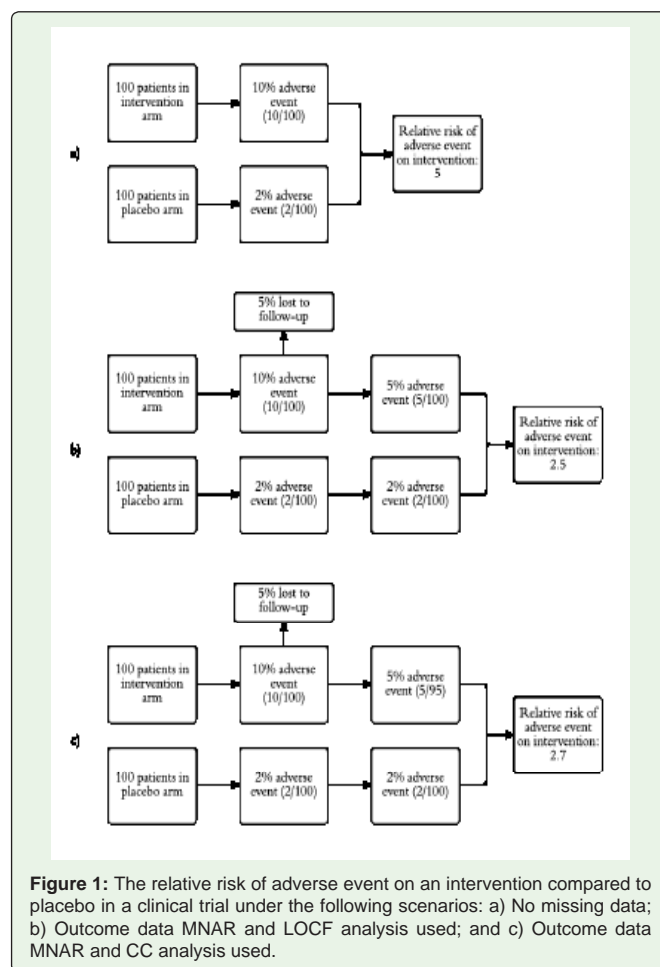 100 patients in
intervention
arm
10% adverse
event
(10/100)
Relative risk of
adverse event
on intervention:
5
a)
100 patients in
placebo arm
2% adverse
event (2/100)
5% lost to
follow-up
100 patients in
intervention
arm
10% adverse
event
(10/100)
5% adverse
event (5/100)
Relative risk of
adverse event
on intervention:
2.5
b)
100 patients in
placebo arm
2% adverse
event (2/100)
2% adverse
event (2/100)
5% lost to
follow-up
100 patients in
intervention
arm
10% adverse
event
(10/100)
5% adverse
event (5/95)
Relative risk of
adverse event
on intervention:
2.7
c)
100 patients in
placebo arm
2% adverse
event (2/100)
2% adverse
event (2/100)
Figure 1: The relative risk of adverse event on an intervention compared to
placebo in a clinical trial under the following scenarios: a) No missing data;
b) Outcome data MNAR and LOCF analysis used; and c) Outcome data
MNAR and CC analysis used.